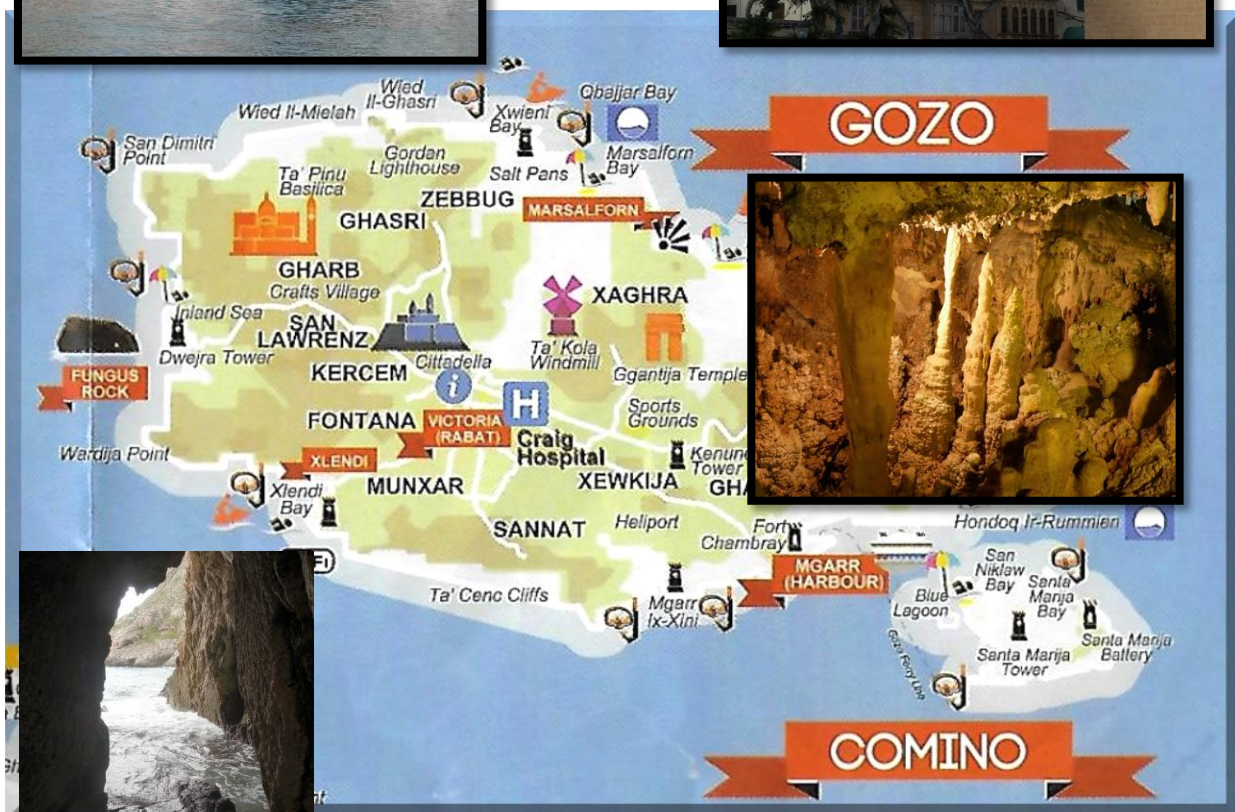 Wied
Il-Ghasri
Wied Il-Mielah
Qbajjar Bay
Xwieni
Bay
GOZO
San Dimitri
Point
Gordan
Lighthouse
Salt Pans
Marsalforn
Bay
Ta' Pinu
Basilica
ZEBBUG
MARSALFORN
GHASRI
GHARB
Crafts Village
XAGHRA
Inland Sea
SAN
LAWRENZ
Dwejra Tower
Cittadella
Ta' Kola
Windmill
Ggantija Temple
KERCEM
FUNGUS
ROCK
i
H
Sports
Grounds
FONTANA
VICTORIA
(RABAT)
Craig
Hospital
Wardija Point
XLENDI
Kenuna
Tower
Xlendi
Bay
MUNXAR
XEWKIJA
GHA
SANNAT
Heliport
Fort
Chambray
Hondoq Ir-Rummien
MGARR
(HARBOUR)
San
Niklaw
Bay
Santa
Marija
Bay
Blue
Lagoon
Ta' Cenc Cliffs
Mgarr
Ix-Xini
Santa Marija
Tower
Santa Marija
Battery
Gozo Ferry Line
COMINO